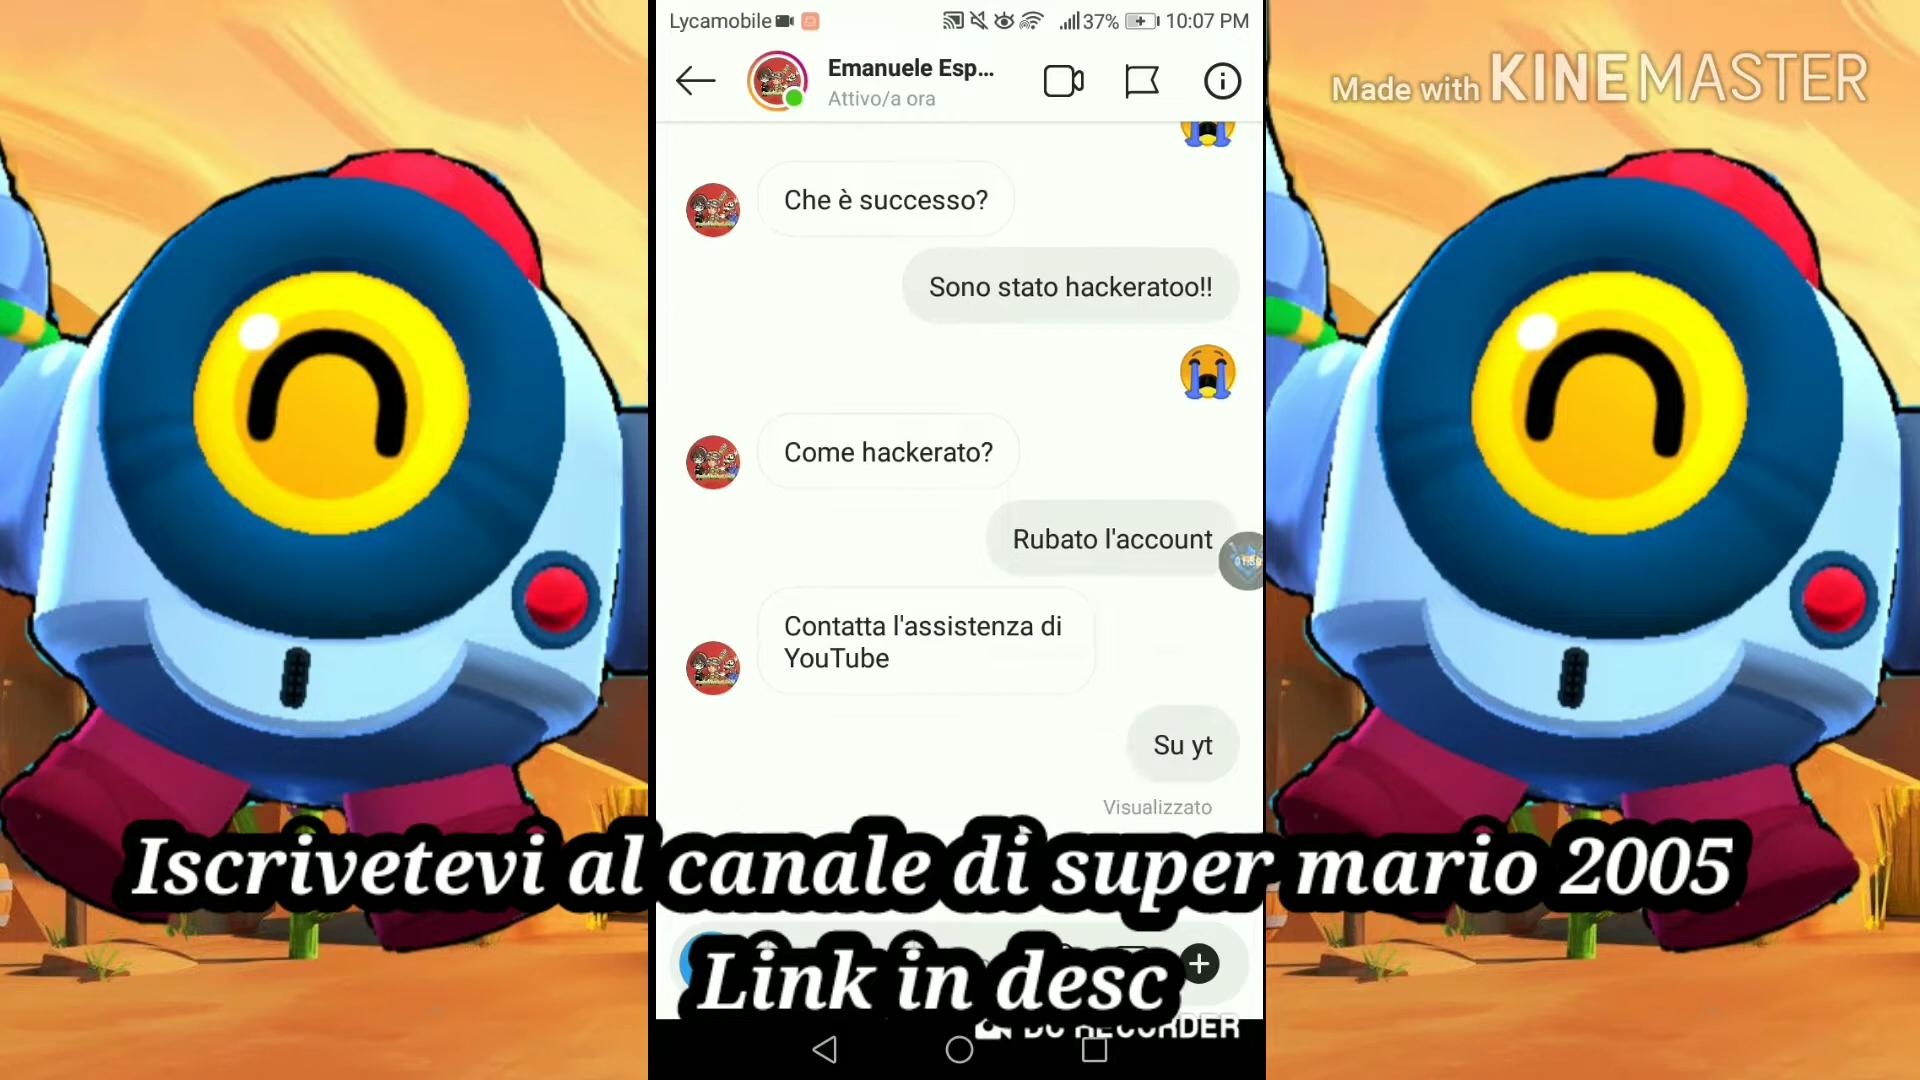 Lycamobile
37%
10:07 PM
Emanuele Esp...
Attivo/a ora
Made with KINEMASTER
Che è successo?
Sono stato hackeratoo!!
Come hackerato?
Rubato l'account
Contatta l'assistenza di
YouTube
Su yt
Visualizzato
Iscrivetevi al canale di super mario 2005
Link in desc
RECORDER